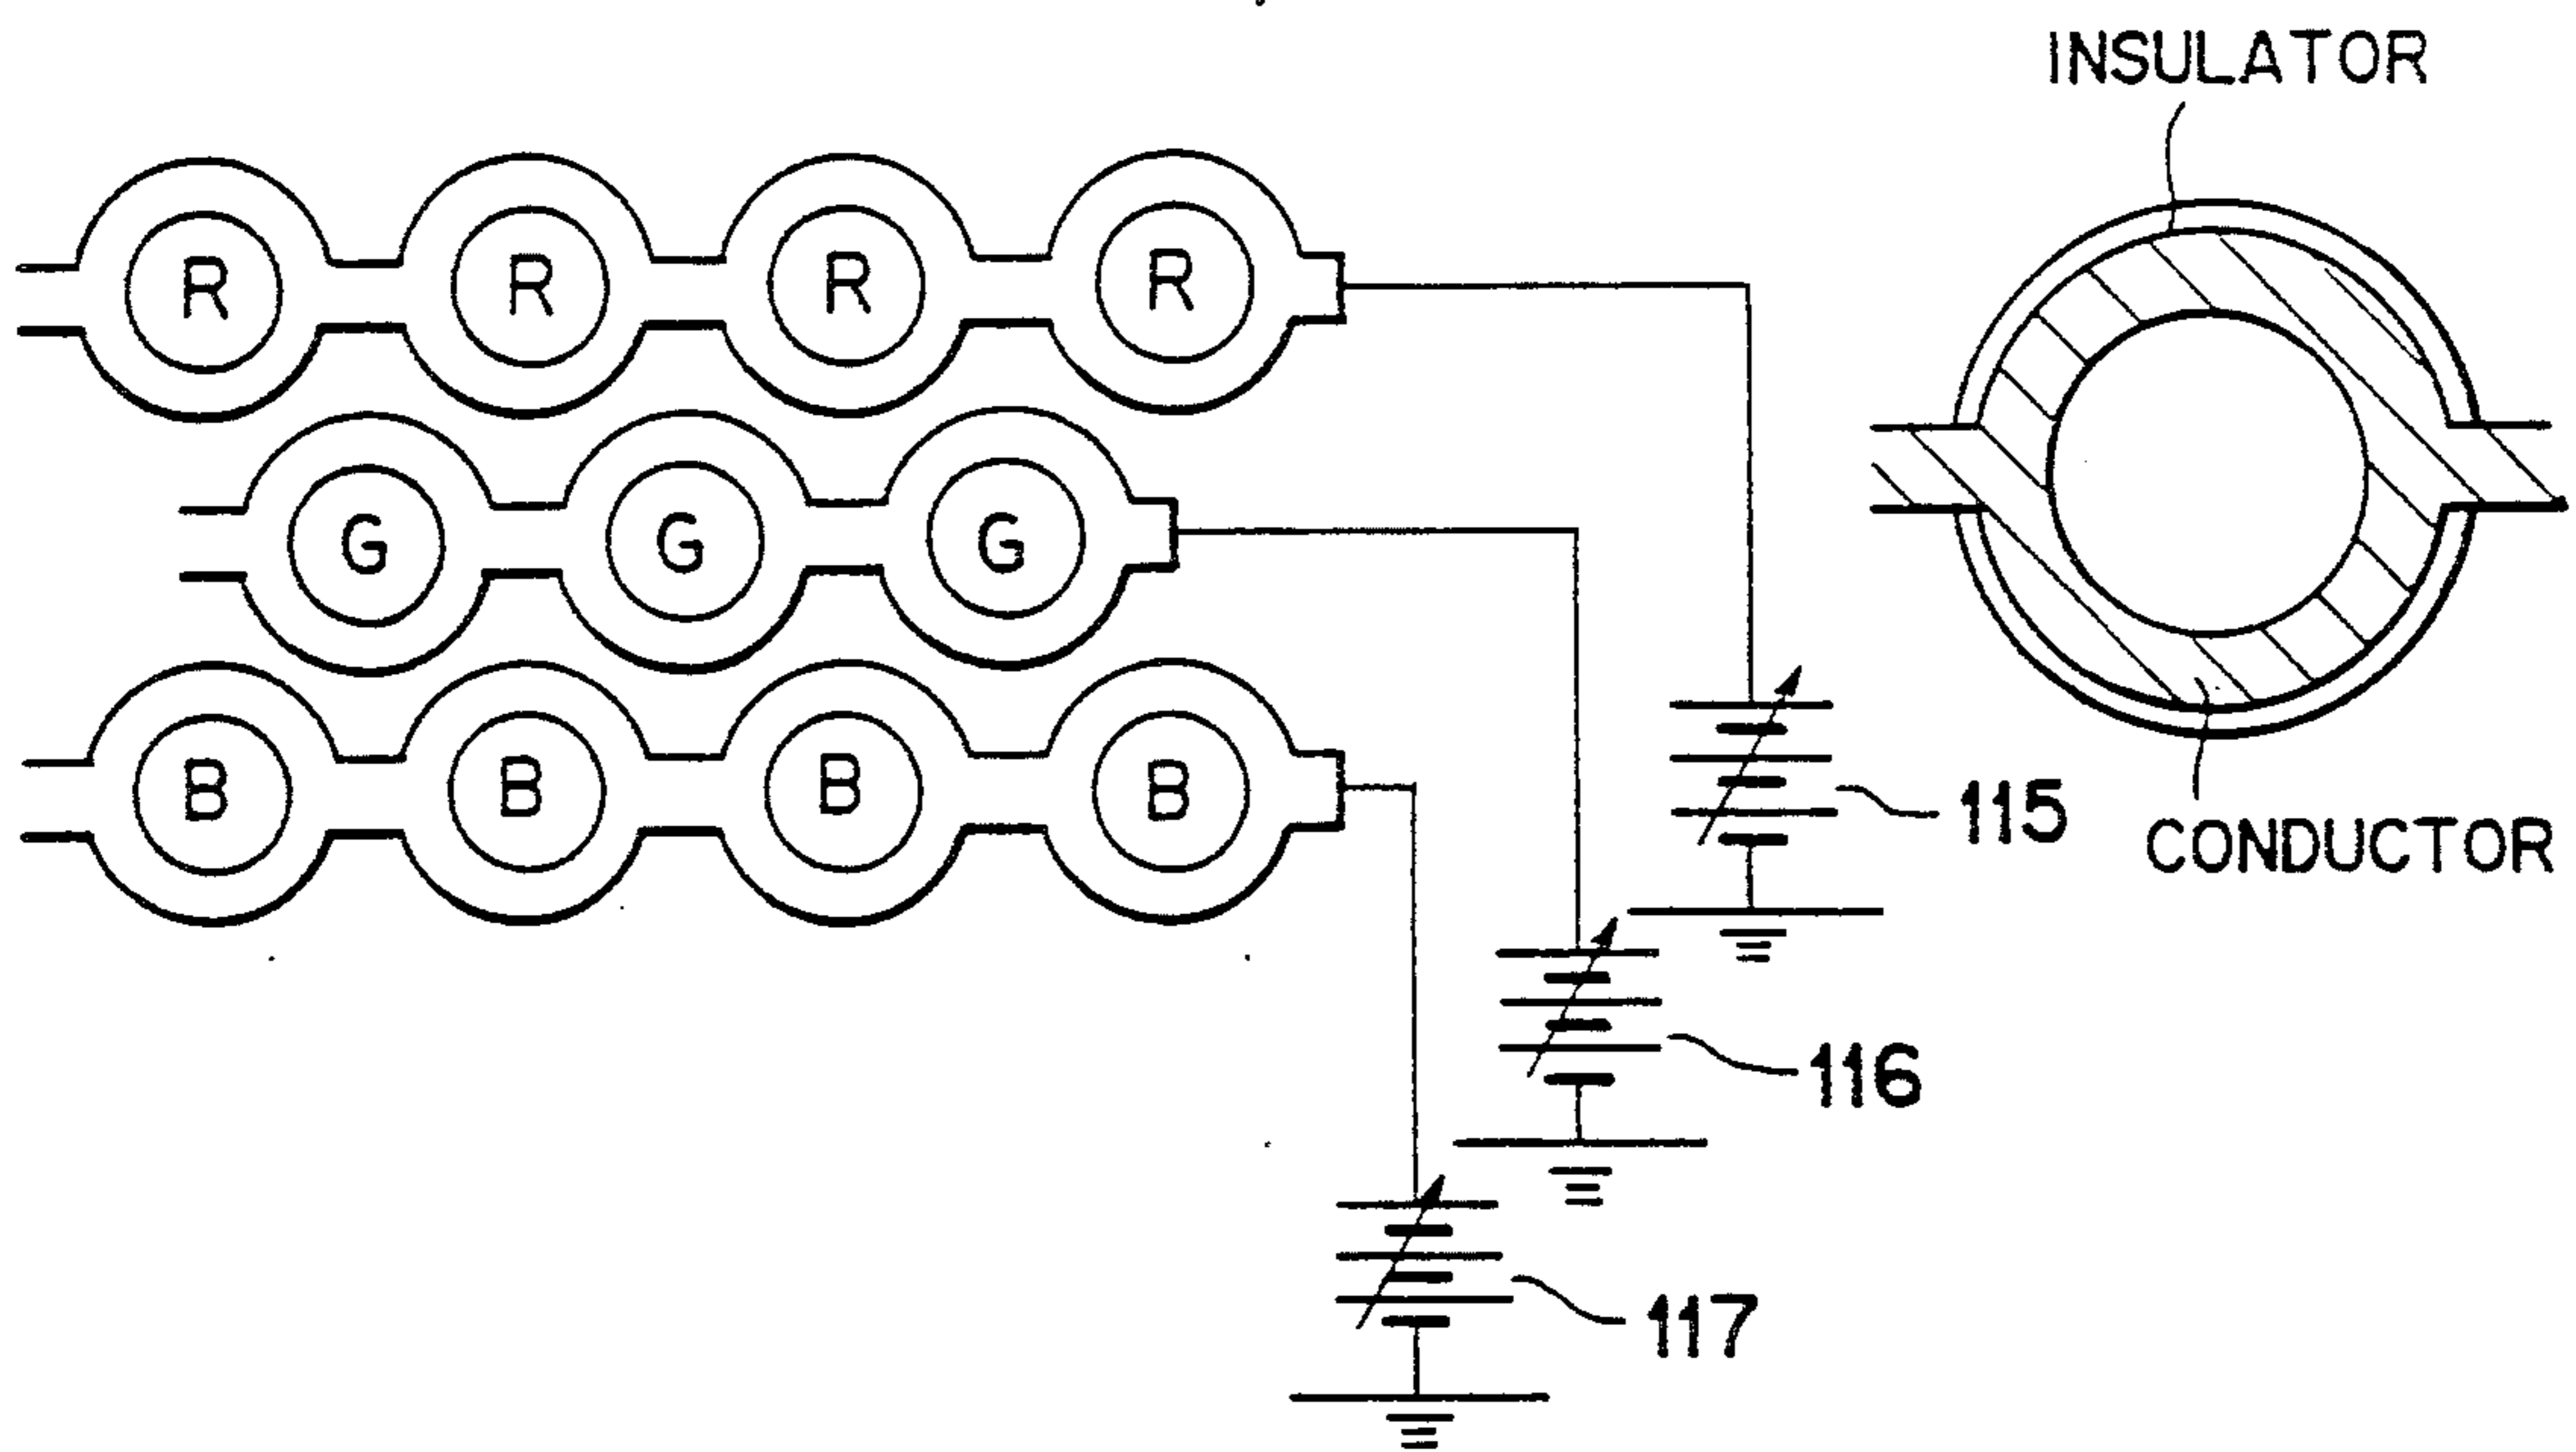 INSULATOR
R R R R
G G G
B B B B
115
CONDUCTOR
116
117